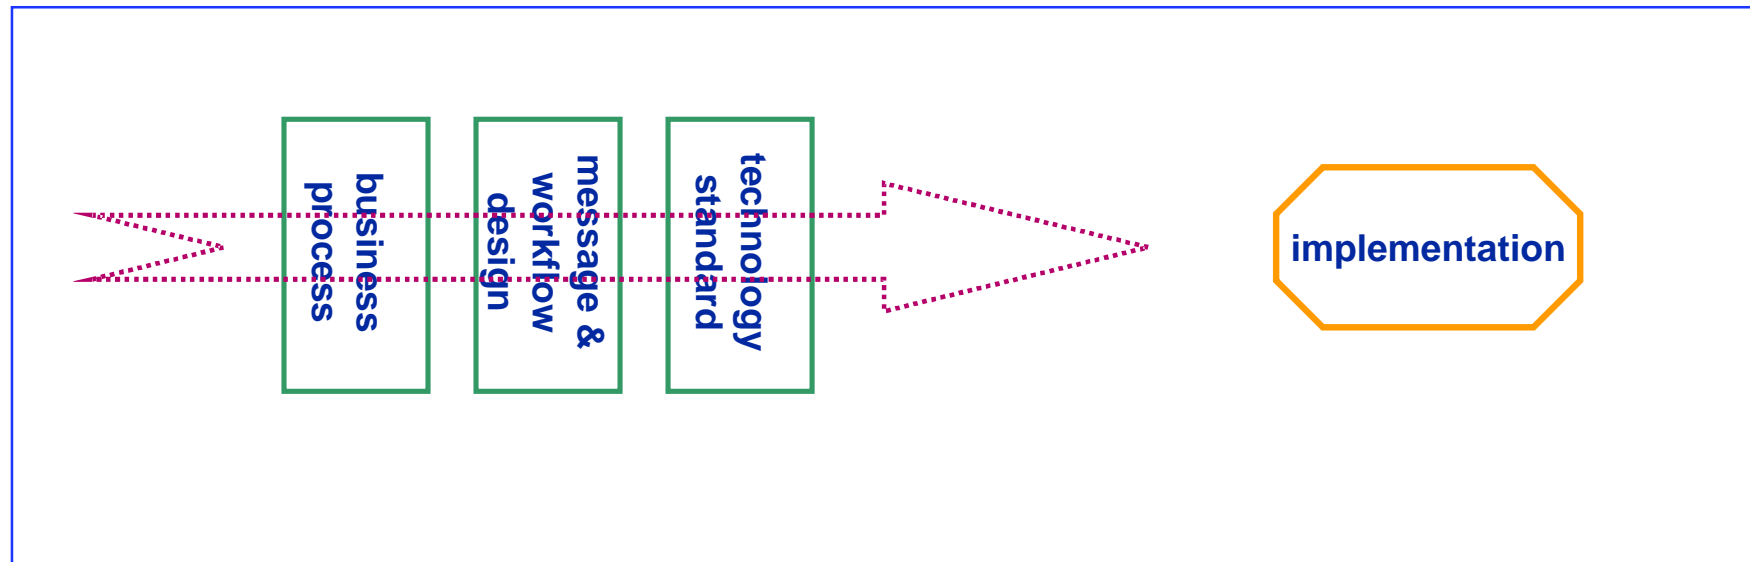 business
process
message &
workflow
design
technology
standard
implementation